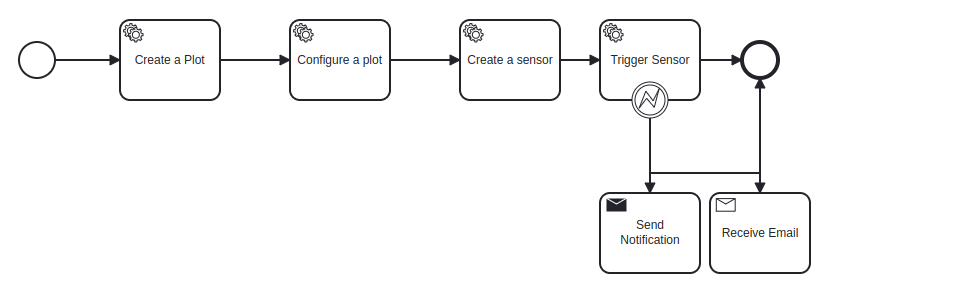 Create a Plot
Configure a plot
Create a sensor
Trigger Sensor
Send
Notification
Receive Email